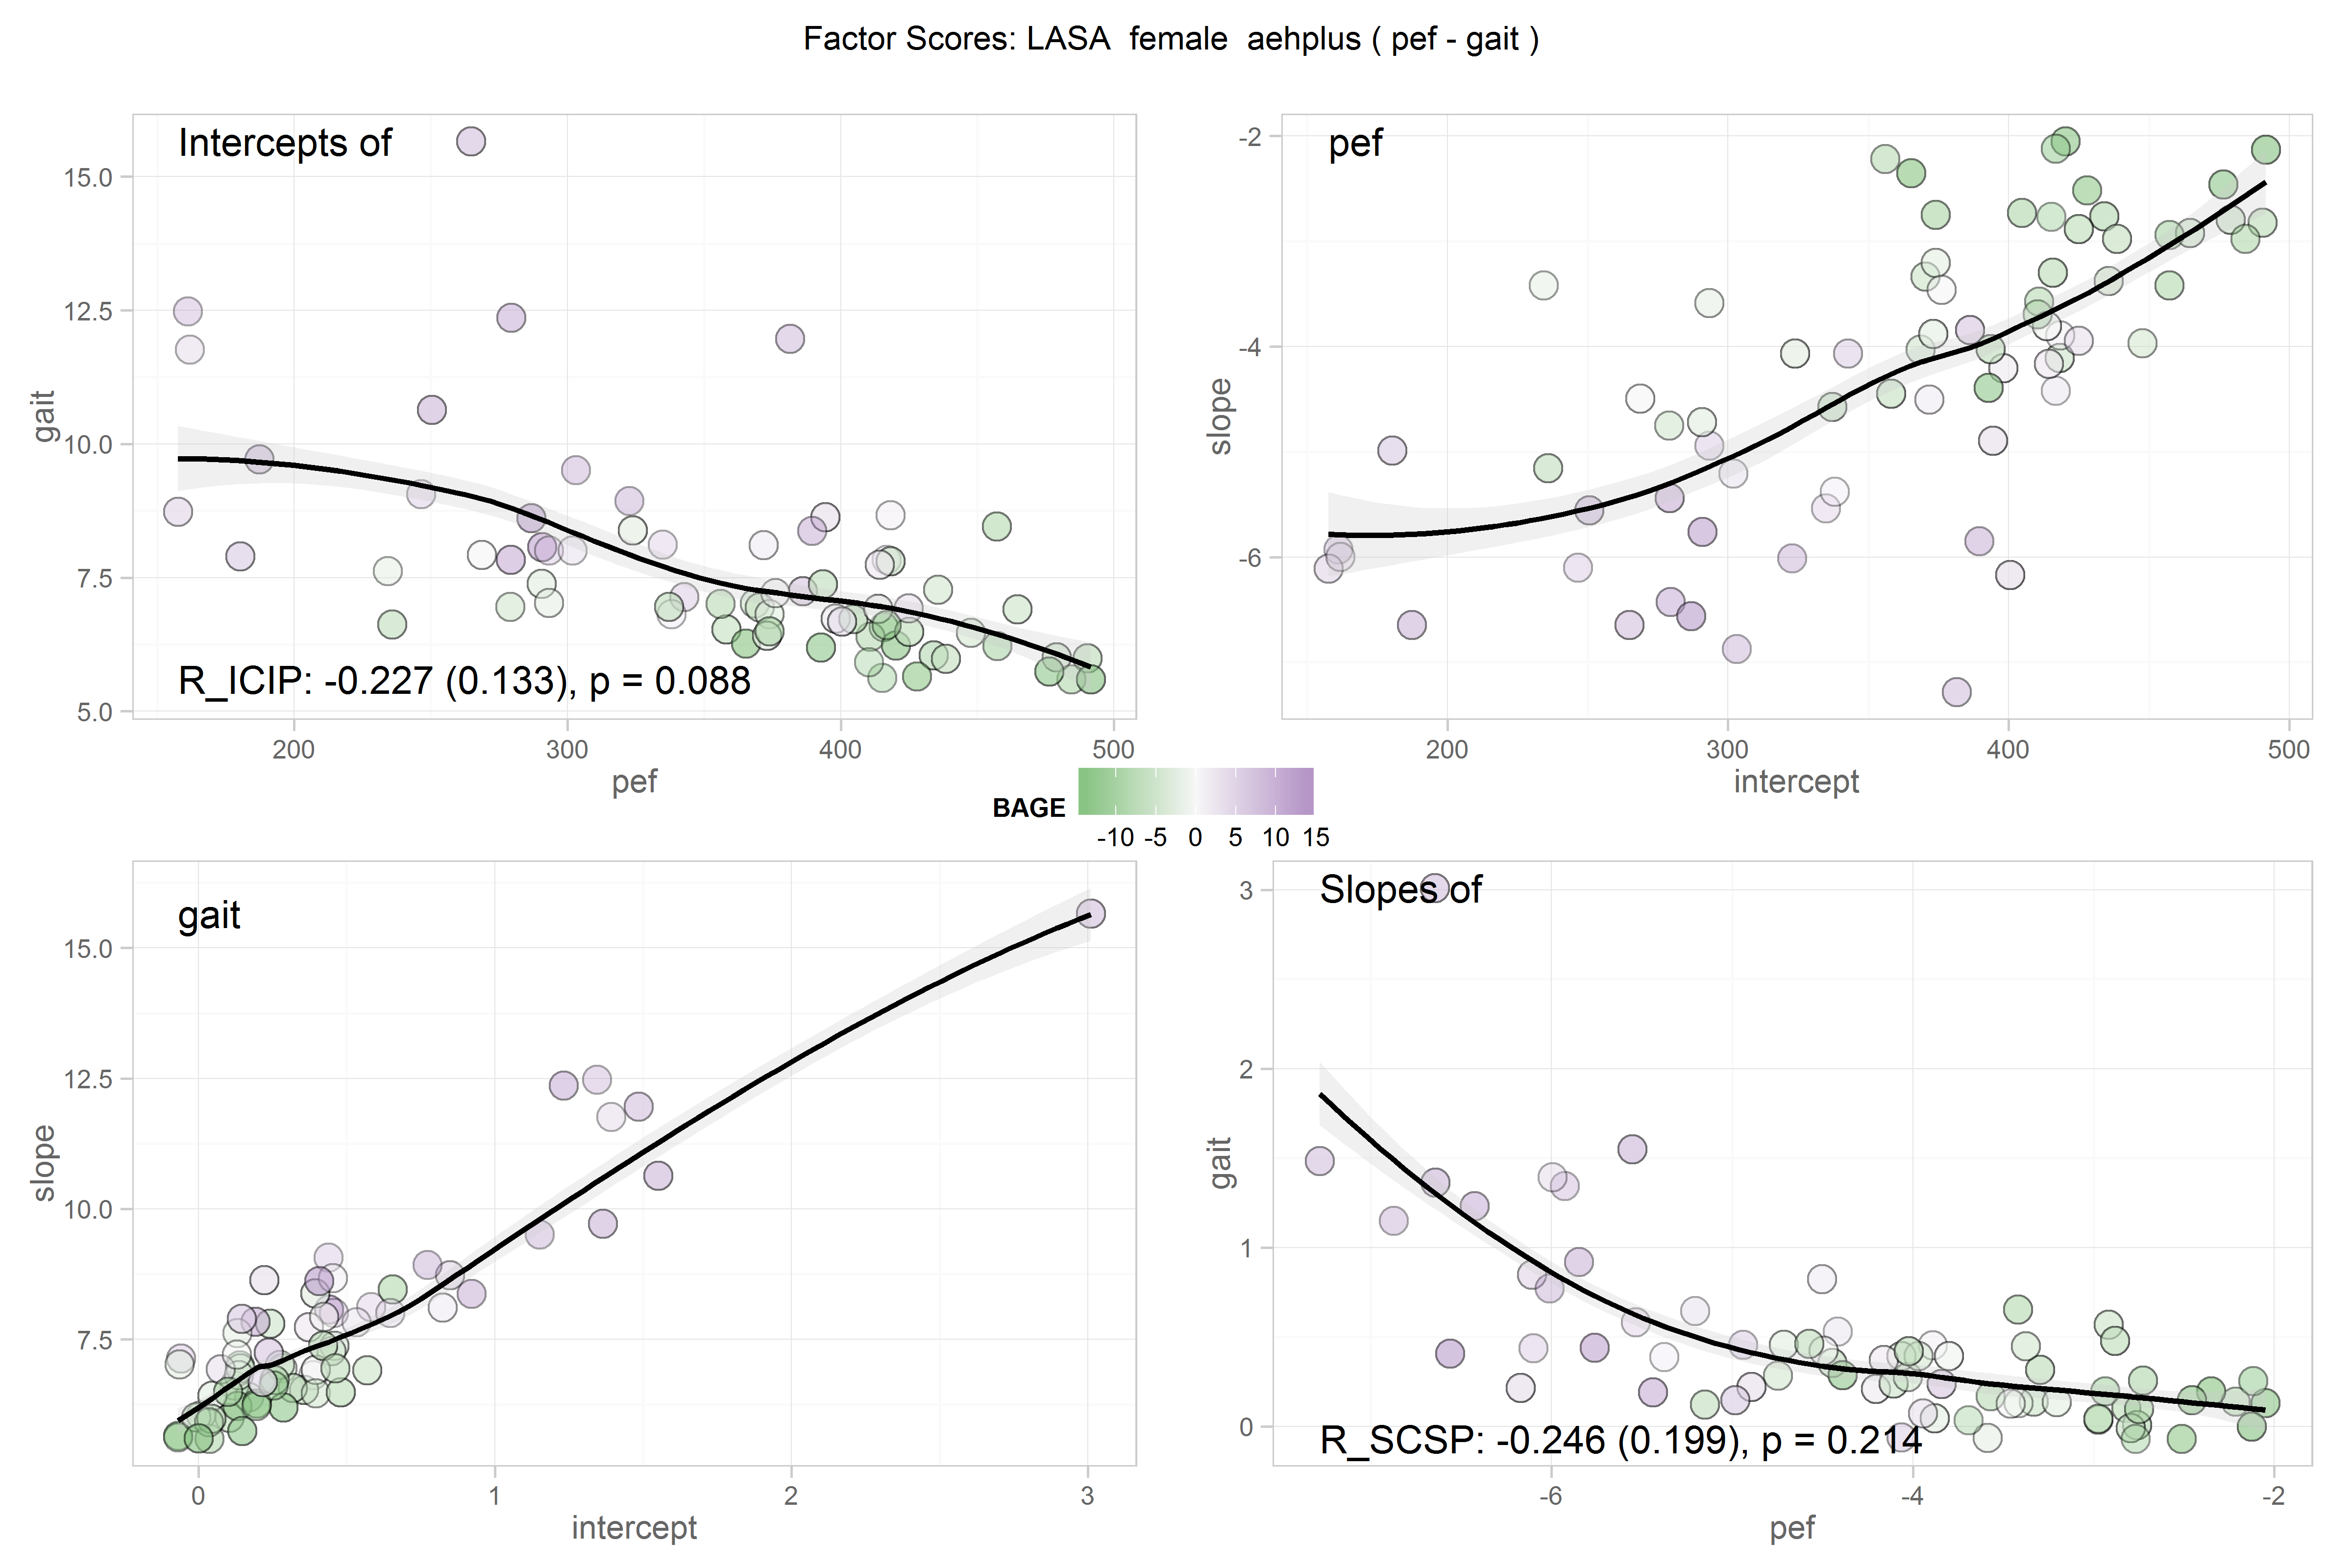 Factor Scores: LASA female aehplus ( pef - gait )
Intercepts of
gait
15.0
12.5
10.0
7.5
5.0
R_ICIP: -0.227 (0.133), p = 0.088
200 300 400 500
pef
pef
slope
-2
-4
-6
200 300 400 500
intercept
BAGE
-10 -5 0 5 10 15
gait
slope
15.0
12.5
10.0
7.5
0 1 2 3
intercept
Slopes of
gait
3
2
1
0
R_SCSP: -0.246 (0.199), p = 0.214
-6 -4 -2
pef